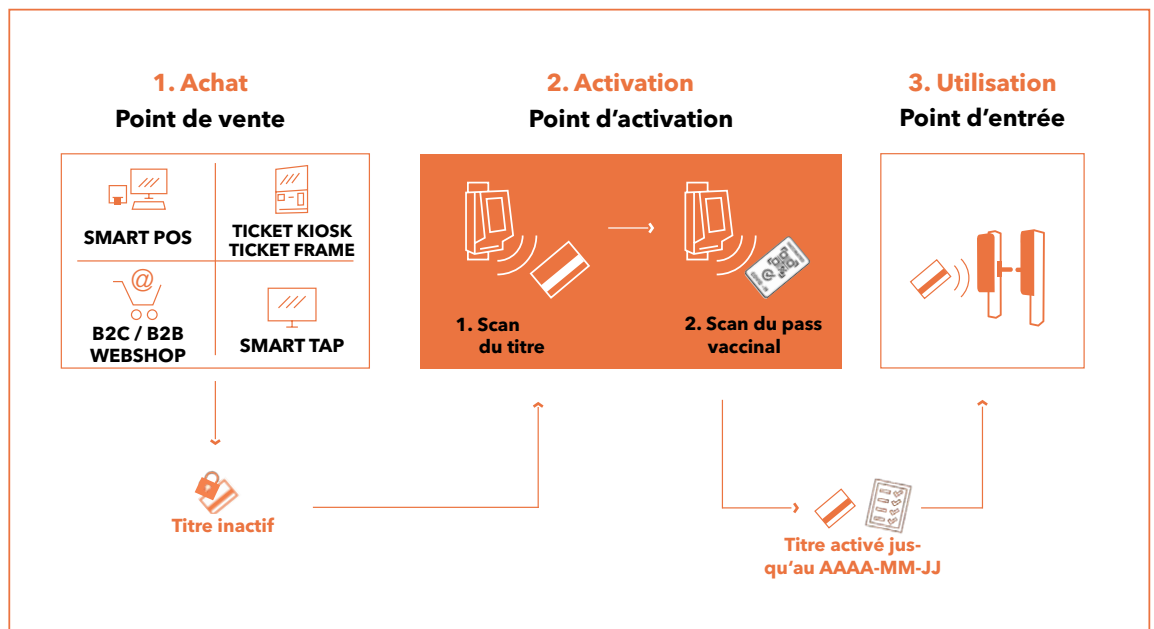 1. Achat
Point de vente
SMART POS
TICKET KIOSK
TICKET FRAME
@
B2C / B2B
WEBSHOP
SMART TAP
Titre inactif
2. Activation
Point d'activation
1. Scan
du titre
2. Scan du pass
vaccinal
Titre activé jus-
qu'au AAAA-MM-JJ
3. Utilisation
Point d'entrée